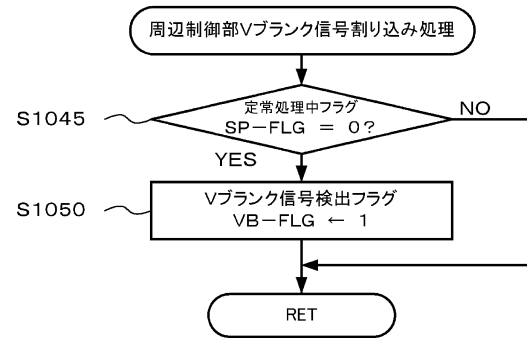 周辺制御部Vブランク信号割り込み処理
S1045
定常処理中フラグ
SP－FLG ＝ 0？
NO
YES
S1050
Vブランク信号検出フラグ
VB－FLG ← 1
RET